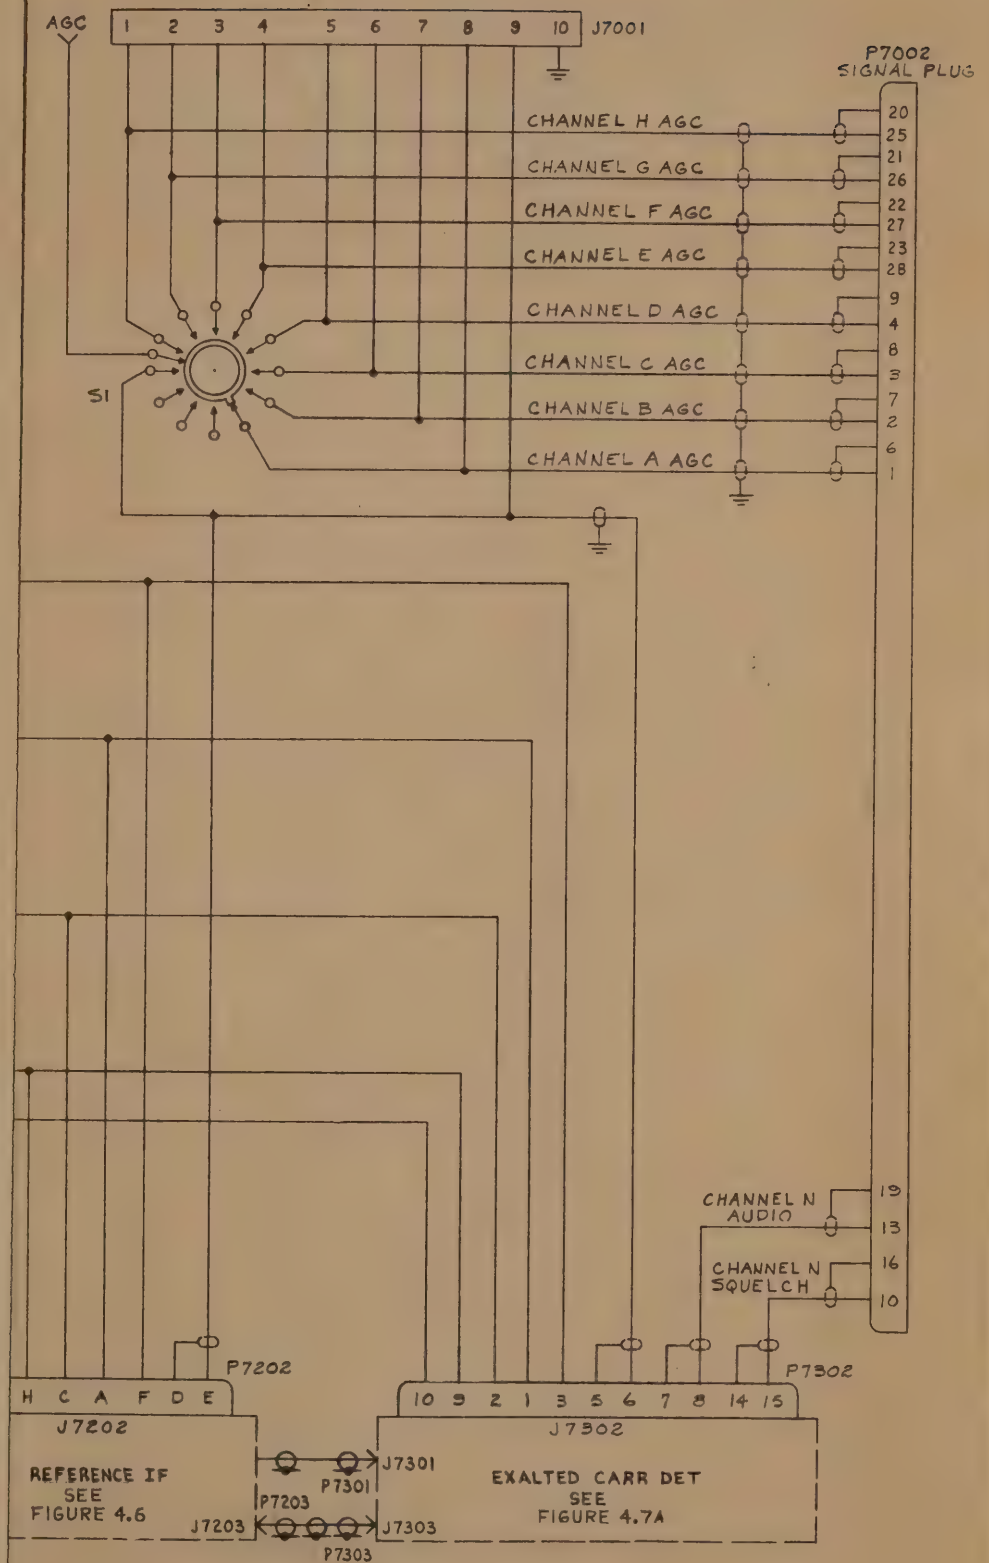 AGC
1 2 3 4 5 6 7 8 9 10 J7001
P7002
SIGNAL PLUG
20
CHANNEL H AGC
25
21
CHANNEL G AGC
26
22
CHANNEL F AGC
27
23
CHANNEL E AGC
28
9
CHANNEL D AGC
4
8
CHANNEL C AGC
3
S1
7
CHANNEL B AGC
2
6
CHANNEL A AGC
1
19
CHANNEL N
AUDIO
13
16
CHANNEL N
SQUELCH
10
P7202
P7302
H C A F D E
10 9 2 1 3 5 6 7 8 14 15
J7202
J7302
REFERENCE IF
SEE
FIGURE 4.6
J7301
P7301
P7203
EXALTED CARR DET
SEE
FIGURE 4.7A
J7203
J7303
P7303